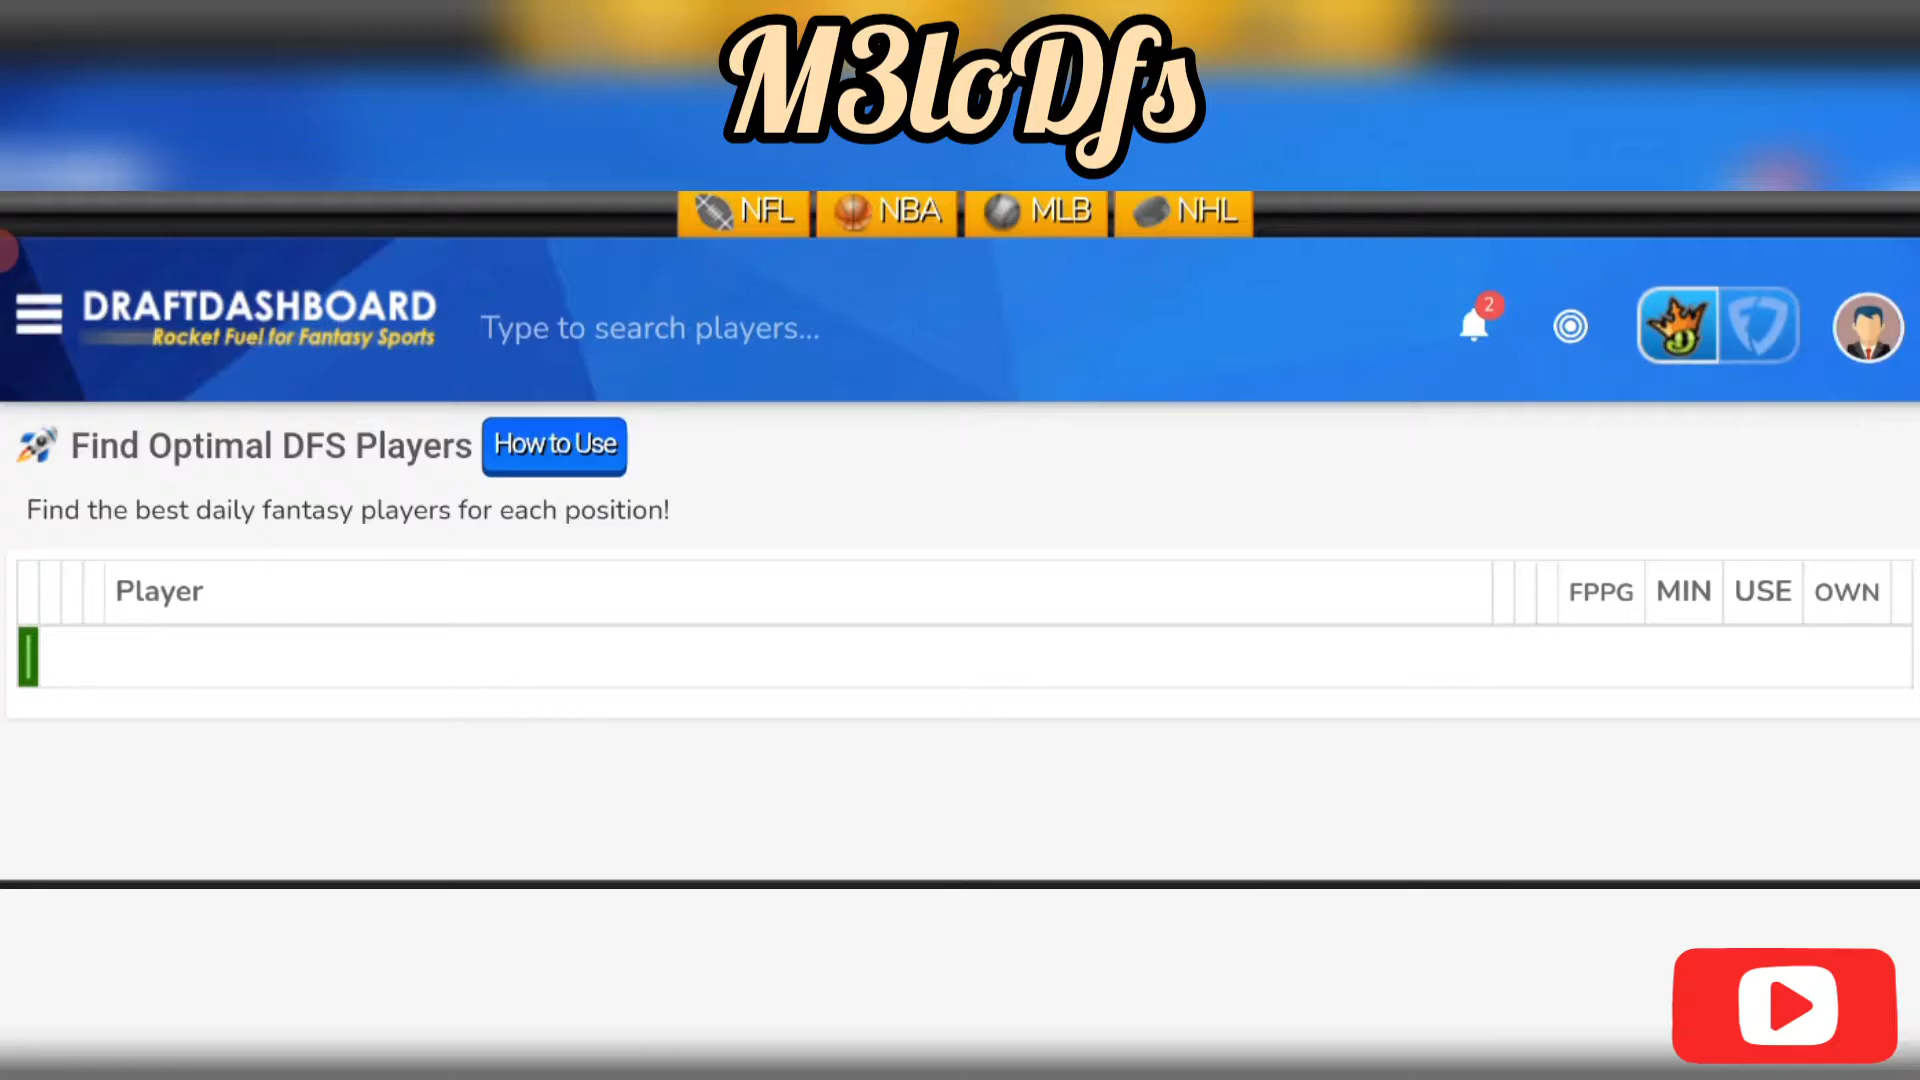 M3loDfs
NFL NBA MLB NHL
DRAFTDASHBOARD
Rocket Fuel for Fantasy Sports
Type to search players...
2
Find Optimal DFS Players How to Use
Find the best daily fantasy players for each position!
Player FPPG MIN USE OWN